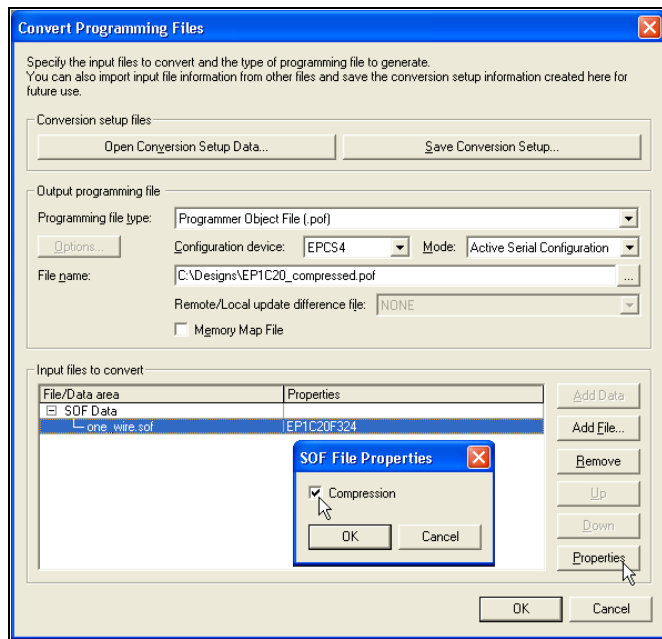 Convert Programming Files
Specify the input files to convert and the type of programming file to generate.
You can also import input file information from other files and save the conversion setup information created here for
future use.
Conversion setup files
Open Conversion Setup Data...
Save Conversion Setup...
Output programming file
Programming file type:
Programmer Object File (.pof)
Options...
Configuration device:
EPCS4
Mode:
Active Serial Configuration
File name:
C:\Designs\EP1C20_compressed.pof
...
Remote/Local update difference file:
NONE
Memory Map File
Input files to convert
File/Data area
Properties
SOF Data
one_wire.sof
EP1C20F324
Add Data
Add File...
Remove
Up
Down
Properties
SOF File Properties
Compression
OK
Cancel
OK
Cancel